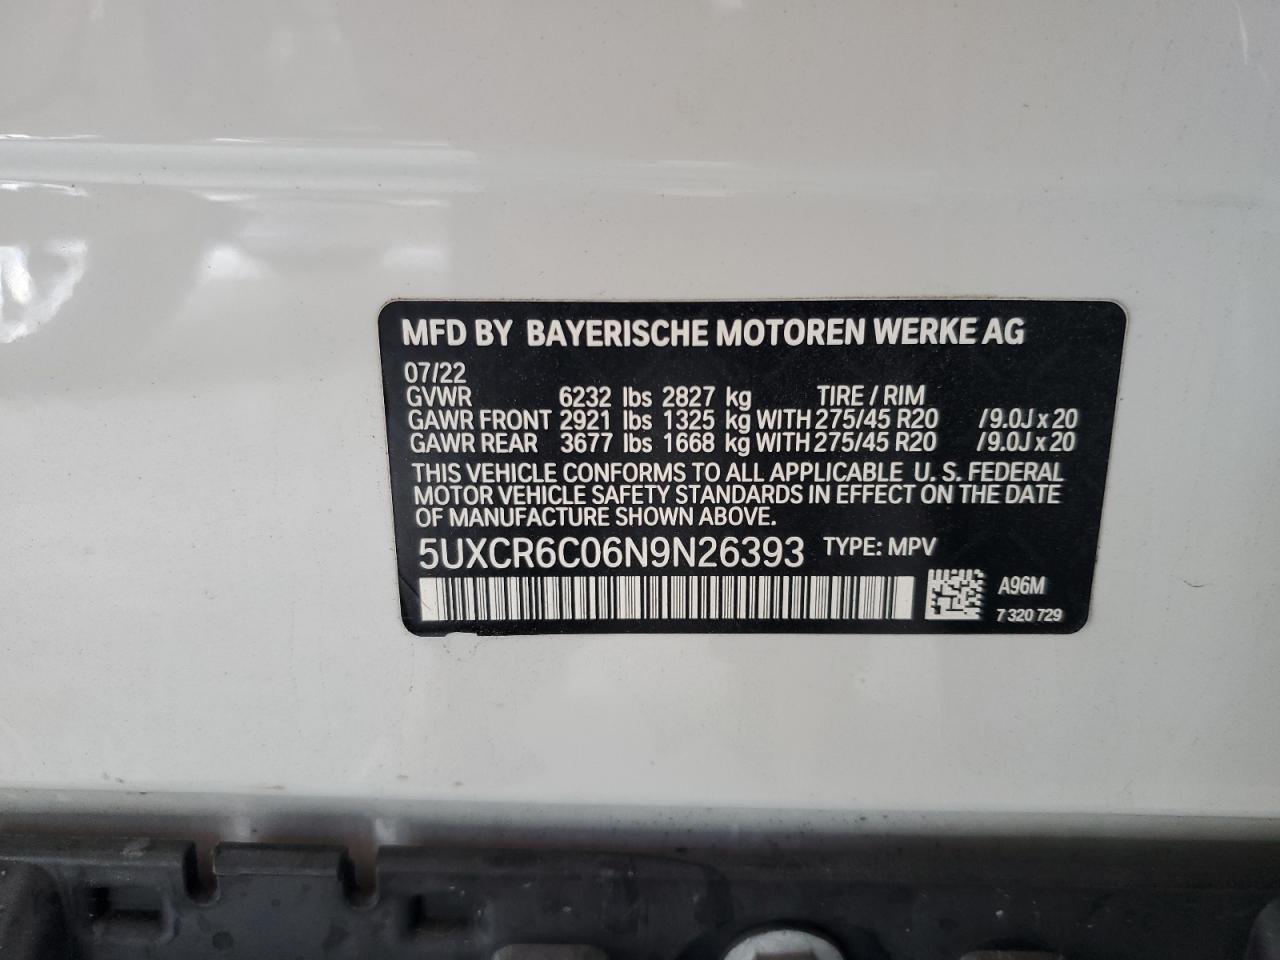 MFD BY BAYERISCHE MOTOREN WERKE AG
07/22
GVWR 6232 lbs 2827 kg TIRE / RIM
GAWR FRONT 2921 lbs 1325 kg WITH 275/45 R20 /9.0J x 20
GAWR REAR 3677 lbs 1668 kg WITH 275/45 R20 /9.0J x 20
THIS VEHICLE CONFORMS TO ALL APPLICABLE U. S. FEDERAL
MOTOR VEHICLE SAFETY STANDARDS IN EFFECT ON THE DATE
OF MANUFACTURE SHOWN ABOVE.
5UXCR6C06N9N26393 TYPE: MPV
A96M
7 320 729